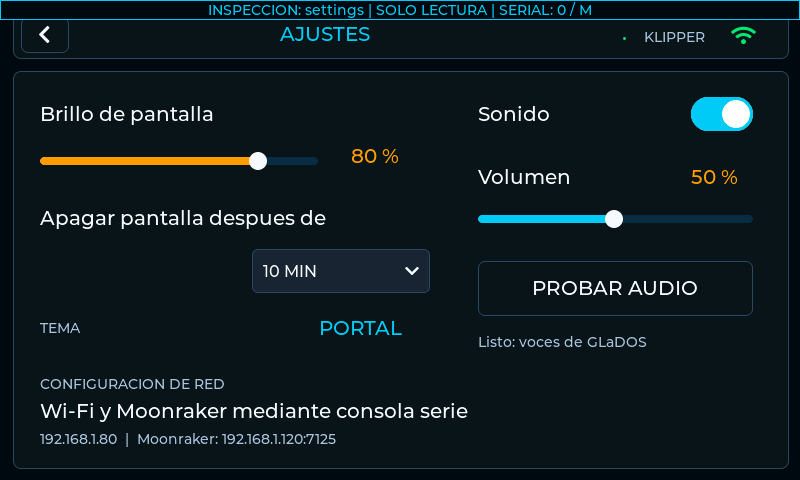 INSPECCION: settings | SOLO LECTURA | SERIAL: 0 / M
AJUSTES
KLIPPER
Brillo de pantalla
80 %
Sonido
Volumen
50 %
Apagar pantalla despues de
10 MIN
PROBAR AUDIO
TEMA
PORTAL
Listo: voces de GLaDOS
CONFIGURACION DE RED
Wi-Fi y Moonraker mediante consola serie
192.168.1.80 | Moonraker: 192.168.1.120:7125